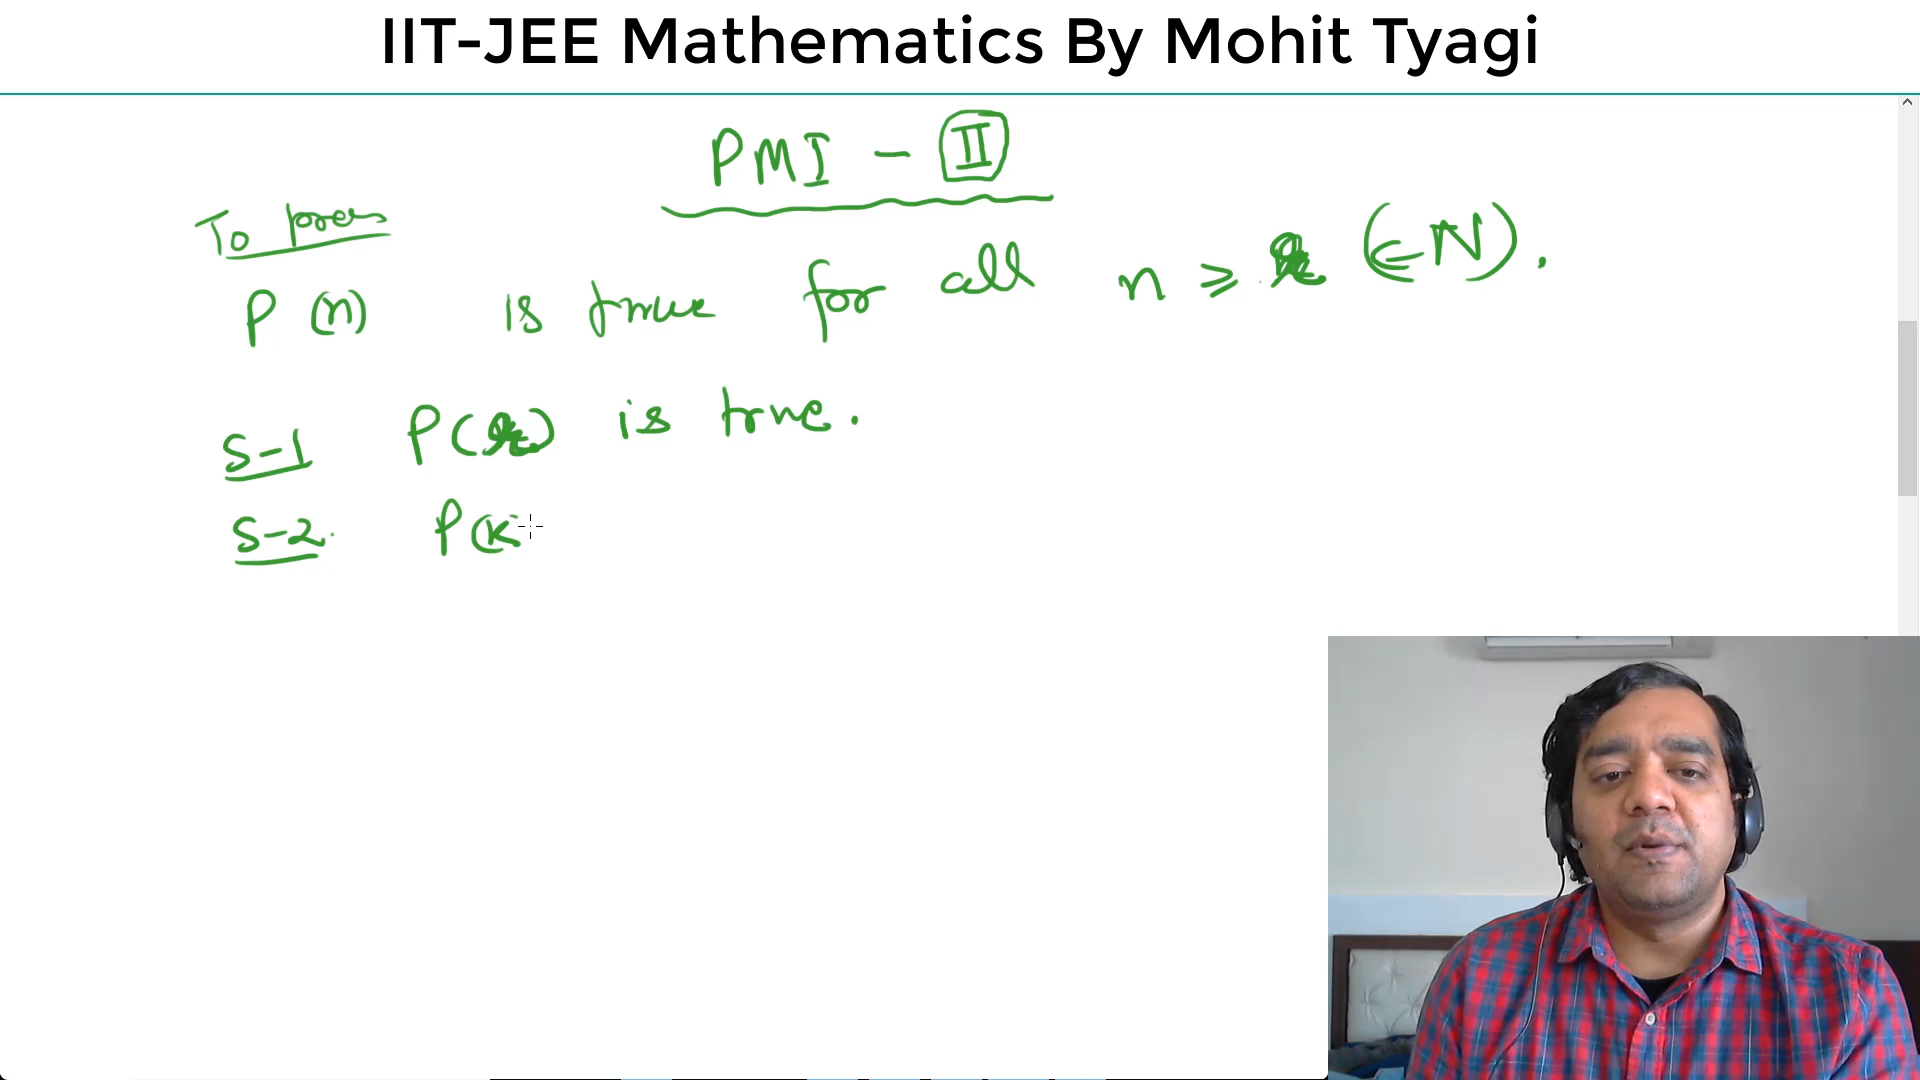 IIT-JEE Mathematics By Mohit Tyagi
PMI - II
To prove
P(n) is true for all n ≥ (∈N).
S-1 P( ) is true.
S-2. P(K